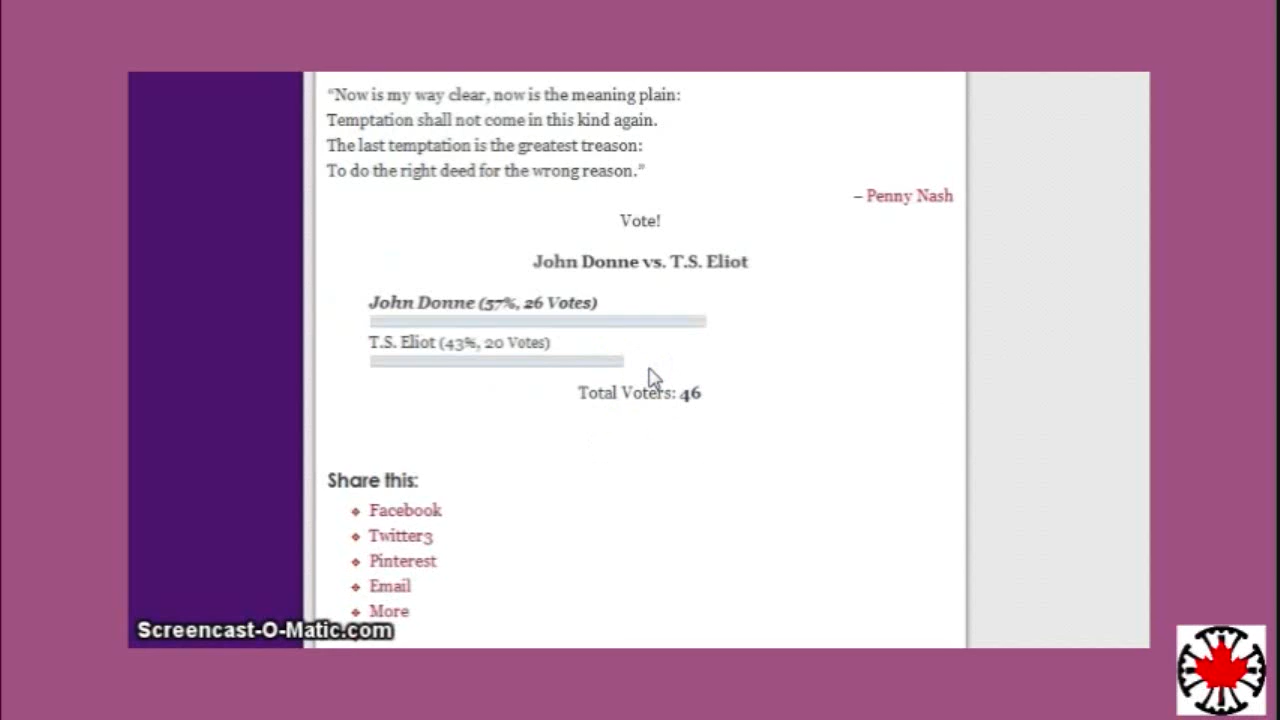 “Now is my way clear, now is the meaning plain:
Temptation shall not come in this kind again.
The last temptation is the greatest treason:
To do the right deed for the wrong reason.”
– Penny Nash
Vote!
John Donne vs. T.S. Eliot
John Donne (57%, 26 Votes)
T.S. Eliot (43%, 20 Votes)
Total Voters: 46
Share this:
Facebook
Twitter3
Pinterest
Email
More
Screencast-O-Matic.com